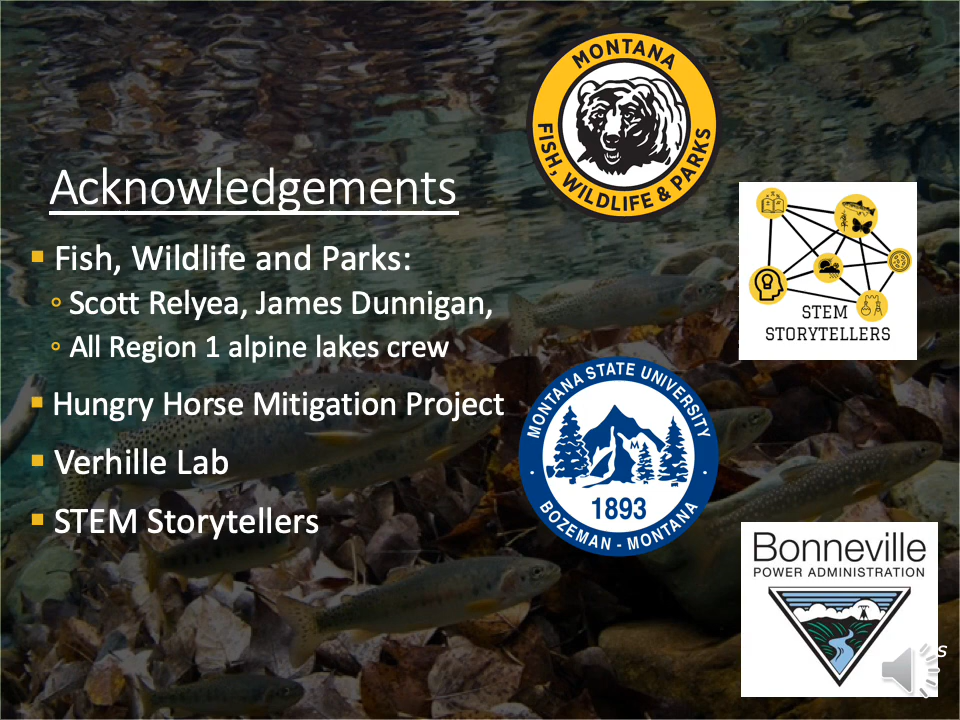 MONTANA
FISH, WILDLIFE & PARKS
Acknowledgements
▪ Fish, Wildlife and Parks:
◦ Scott Relyea, James Dunnigan,
◦ All Region 1 alpine lakes crew
▪ Hungry Horse Mitigation Project
▪ Verhille Lab
▪ STEM Storytellers
STEM
STORYTELLERS
MONTANA STATE UNIVERSITY
M
1893
· BOZEMAN - MONTANA ·
Bonneville
POWER ADMINISTRATION